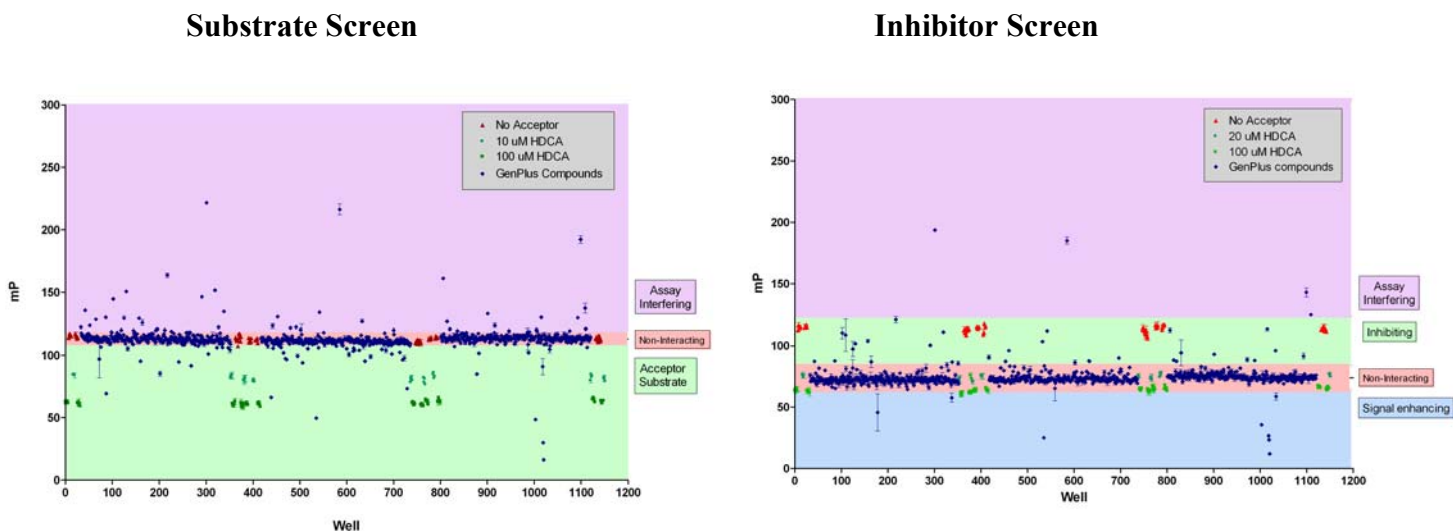 Substrate Screen
Inhibitor Screen
300
250
200
150
100
50
0
mP
0 100 200 300 400 500 600 700 800 900 1000 1100 1200
Well
No Acceptor
10 uM HDCA
100 uM HDCA
GenPlus Compounds
Assay
Interfering
Non-Interacting
Acceptor
Substrate
300
250
200
150
100
50
0
mP
0 100 200 300 400 500 600 700 800 900 1000 1100 1200
Well
No Acceptor
20 uM HDCA
100 uM HDCA
GenPlus compounds
Assay
Interfering
Inhibiting
Non-Interacting
Signal enhancing